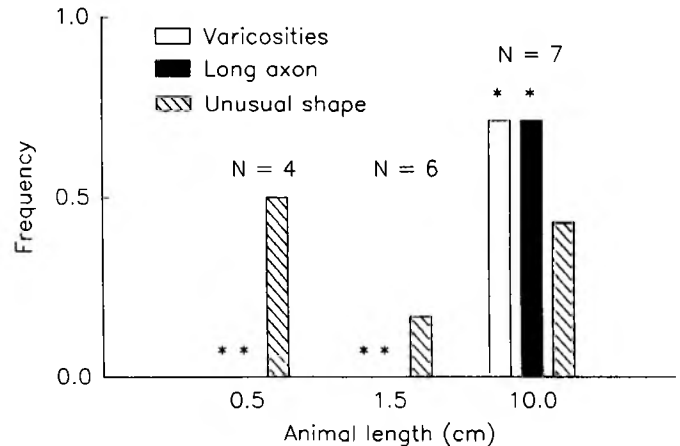 1.0
Varicosities
Long axon
Unusual shape
N = 7
* *
N = 4
N = 6
0.5
Frequency
* *
* *
0.0
0.5
1.5
10.0
Animal length (cm)